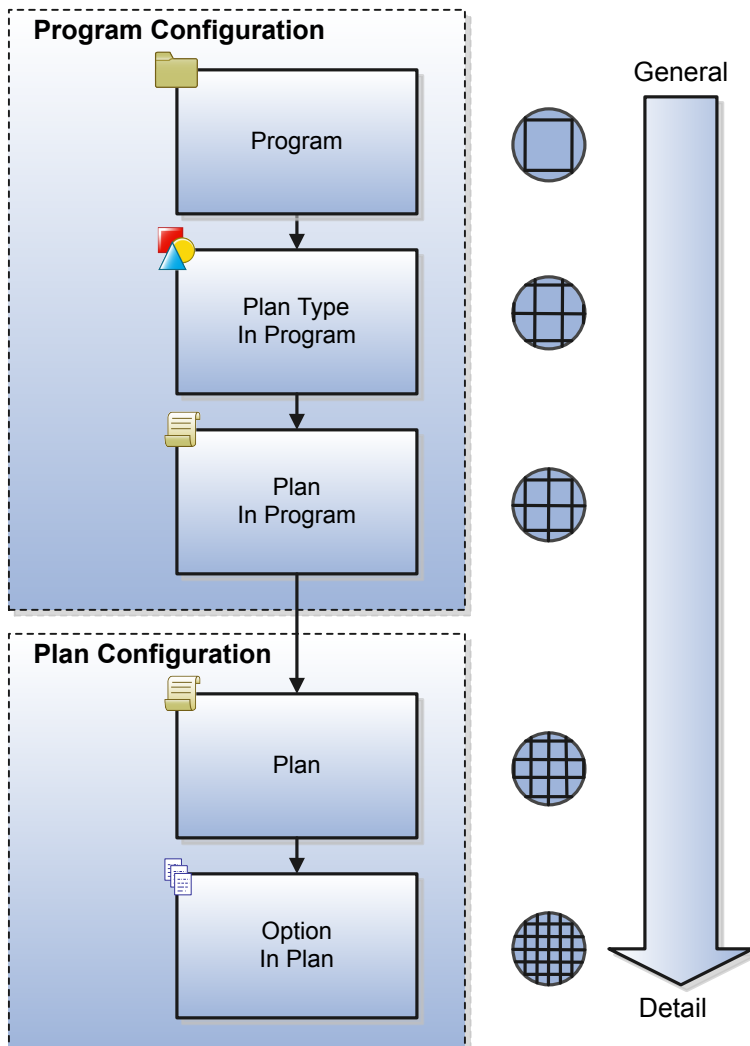 Program Configuration
General
Program
Plan Type
In Program
Plan
In Program
Plan Configuration
Plan
Option
In Plan
Detail